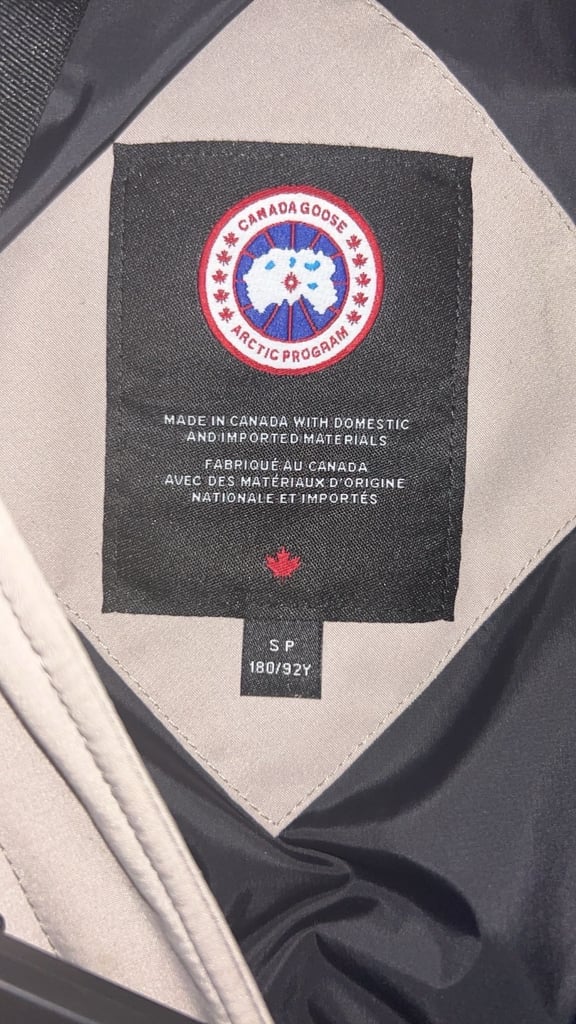 CANADA GOOSE
ARCTIC PROGRAM
MADE IN CANADA WITH DOMESTIC
AND IMPORTED MATERIALS
FABRIQUÉ AU CANADA
AVEC DES MATÉRIAUX D'ORIGINE
NATIONALE ET IMPORTÉS
S P
180/92Y